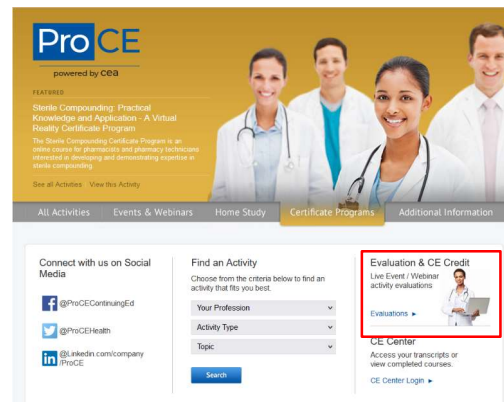 ProCE
powered by cea
FEATURED
Sterile Compounding: Practical
Knowledge and Application - A Virtual
Reality Certificate Program
The Sterile Compounding Certificate Program is an
online course for pharmacists and pharmacy technicians
interested in developing and demonstrating expertise in
sterile compounding
See all Activities View this Activity
All Activities Events & Webinars Home Study Certificate Programs Additional Information
Connect with us on Social
Media
@ProCEContinuingEd
@ProCEHealth
@Linkedin.com/company
/ProCE
Find an Activity
Choose from the criteria below to find an
activity that fits you best.
Your Profession
Activity Type
Topic
Search
Evaluation & CE Credit
Live Event / Webinar
activity evaluations
Evaluations ►
CE Center
Access your transcripts or
view completed courses.
CE Center Login ►